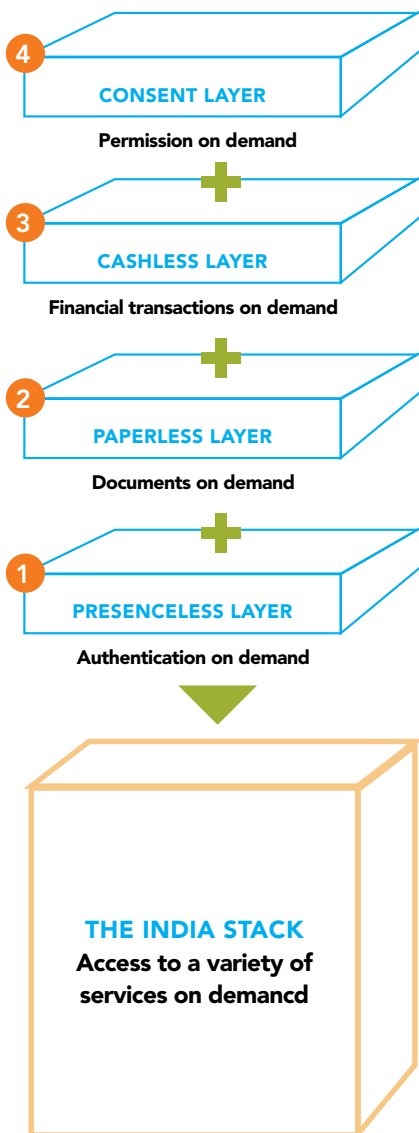 4
CONSENT LAYER
Permission on demand
3
CASHLESS LAYER
Financial transactions on demand
2
PAPERLESS LAYER
Documents on demand
1
PRESENCELESS LAYER
Authentication on demand
THE INDIA STACK
Access to a variety of
services on demancd